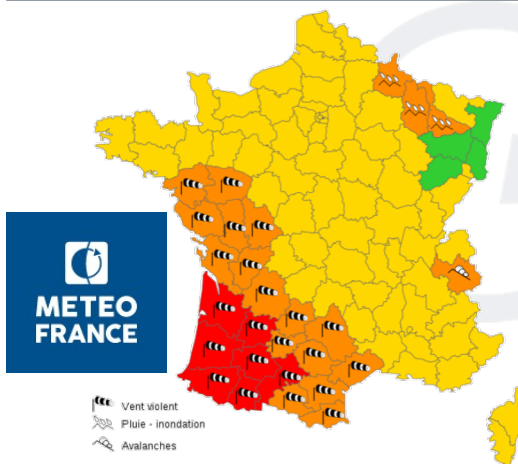 METEO
FRANCE
Vent violent
Pluie - inondation
Avalanches